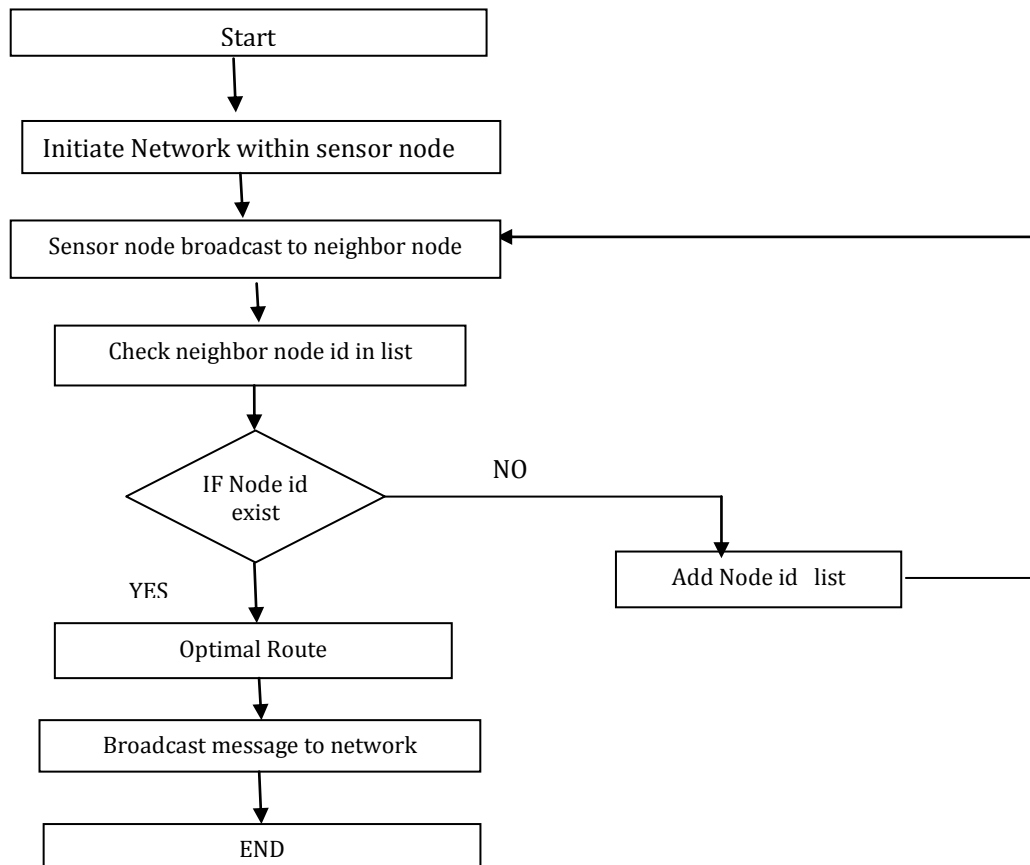 Start
Initiate Network within sensor node
Sensor node broadcast to neighbor node
Check neighbor node id in list
IF Node id
exist
NO
Add Node id list
YES
Optimal Route
Broadcast message to network
END